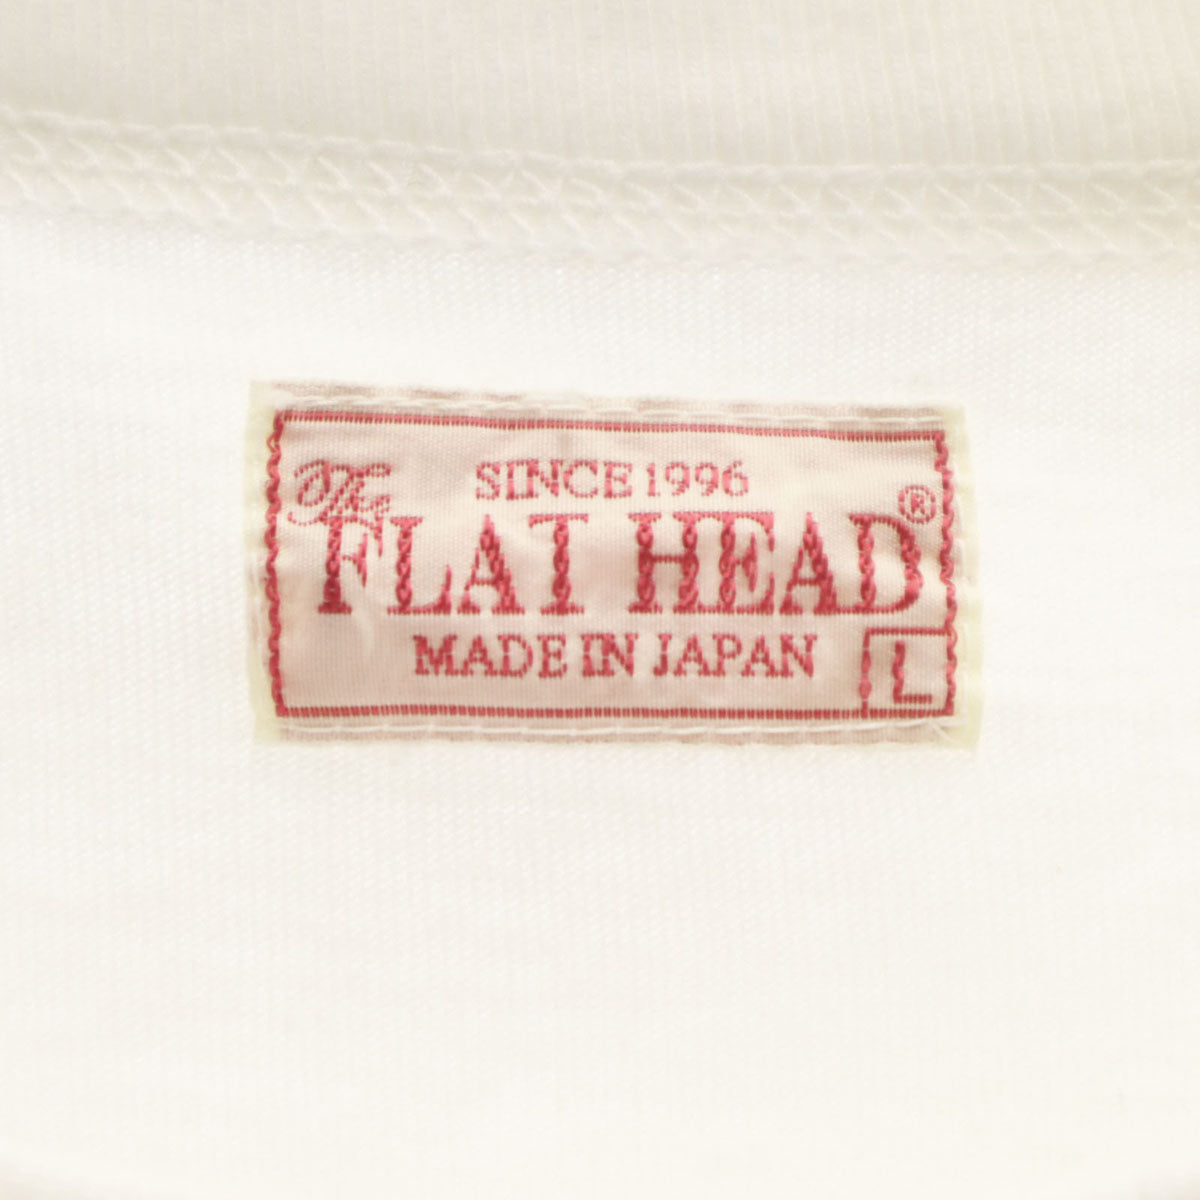 SINCE 1996
The
FLAT HEAD®
MADE IN JAPAN
L